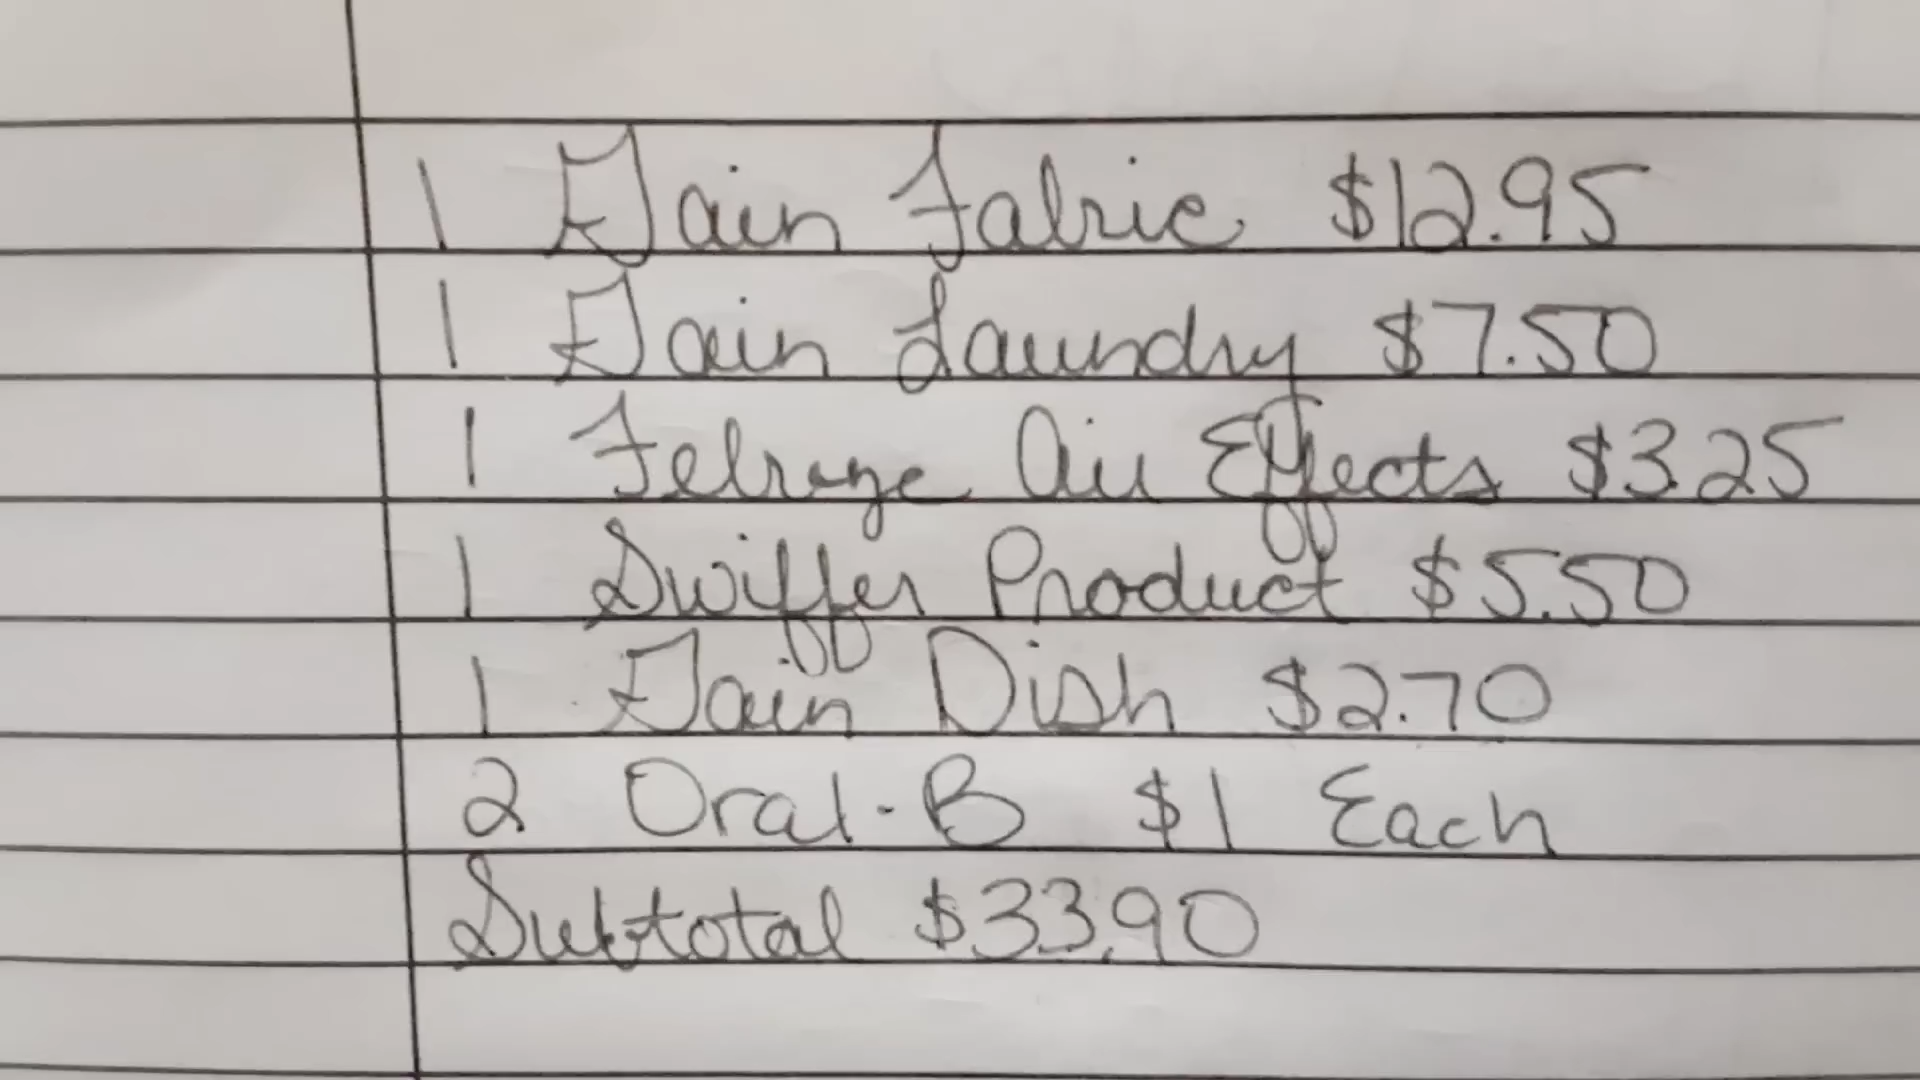 1 Gain Fabric $12.95
1 Gain Laundry $7.50
1 Febreze Air Effects $3.25
1 Swiffer Product $5.50
1 Gain Dish $2.70
2 Oral-B $1 Each
Subtotal $33.90